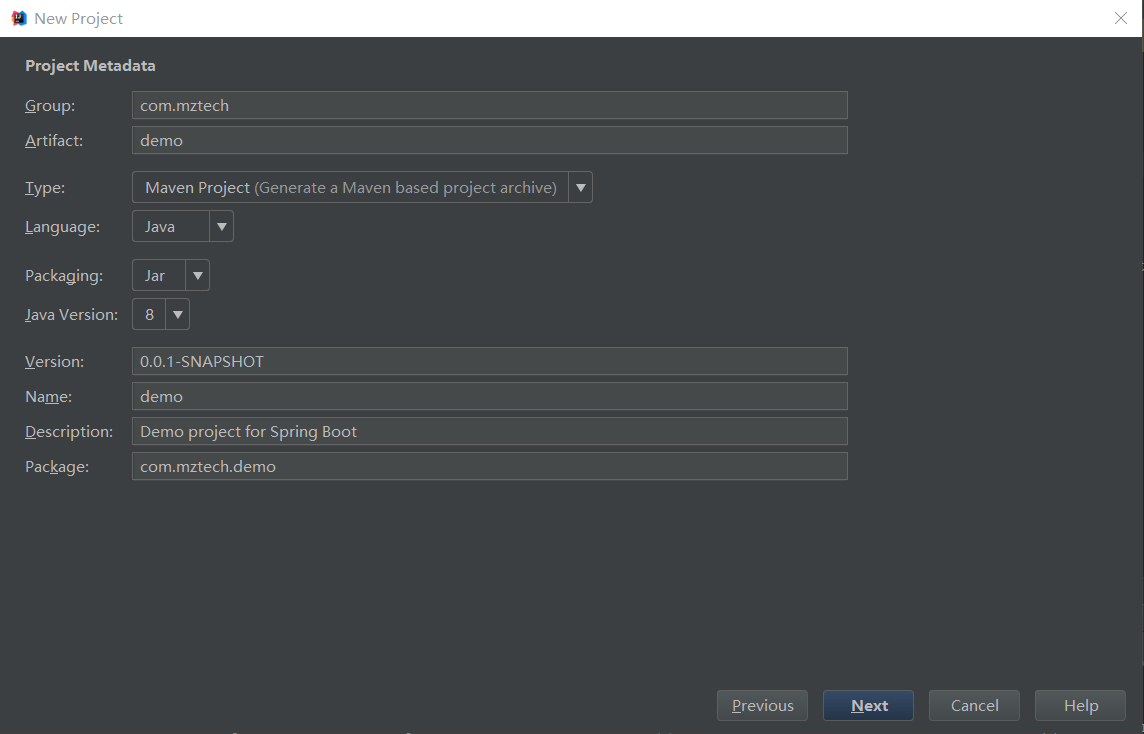 New Project
Project Metadata
Group: com.mztech
Artifact: demo
Type: Maven Project (Generate a Maven based project archive)
Language: Java
Packaging: Jar
Java Version: 8
Version: 0.0.1-SNAPSHOT
Name: demo
Description: Demo project for Spring Boot
Package: com.mztech.demo
Previous Next Cancel Help